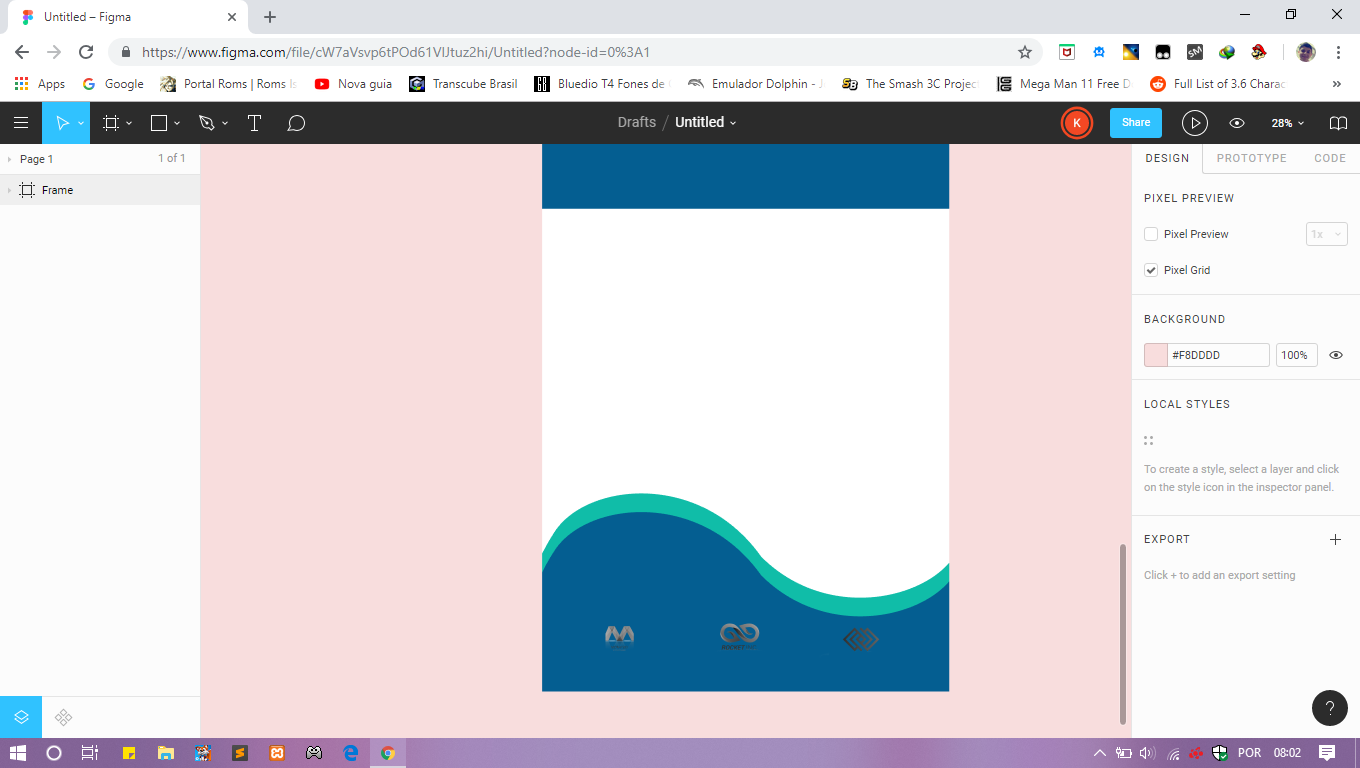 Untitled – Figma
https://www.figma.com/file/cW7aVsvp6tPOd61VlJtuz2hi/Untitled?node-id=0%3A1
Apps
Google
Portal Roms | Roms Is
Nova guia
Transcube Brasil
Bluedio T4 Fones de
Emulador Dolphin - J
The Smash 3C Projec
Mega Man 11 Free D
Full List of 3.6 Charac
Drafts / Untitled
K
Share
28%
Page 1
1 of 1
Frame
DESIGN
PROTOTYPE
CODE
PIXEL PREVIEW
Pixel Preview
1x
Pixel Grid
BACKGROUND
#F8DDDD
100%
LOCAL STYLES
To create a style, select a layer and click
on the style icon in the inspector panel.
EXPORT
Click + to add an export setting
?
POR
08:02